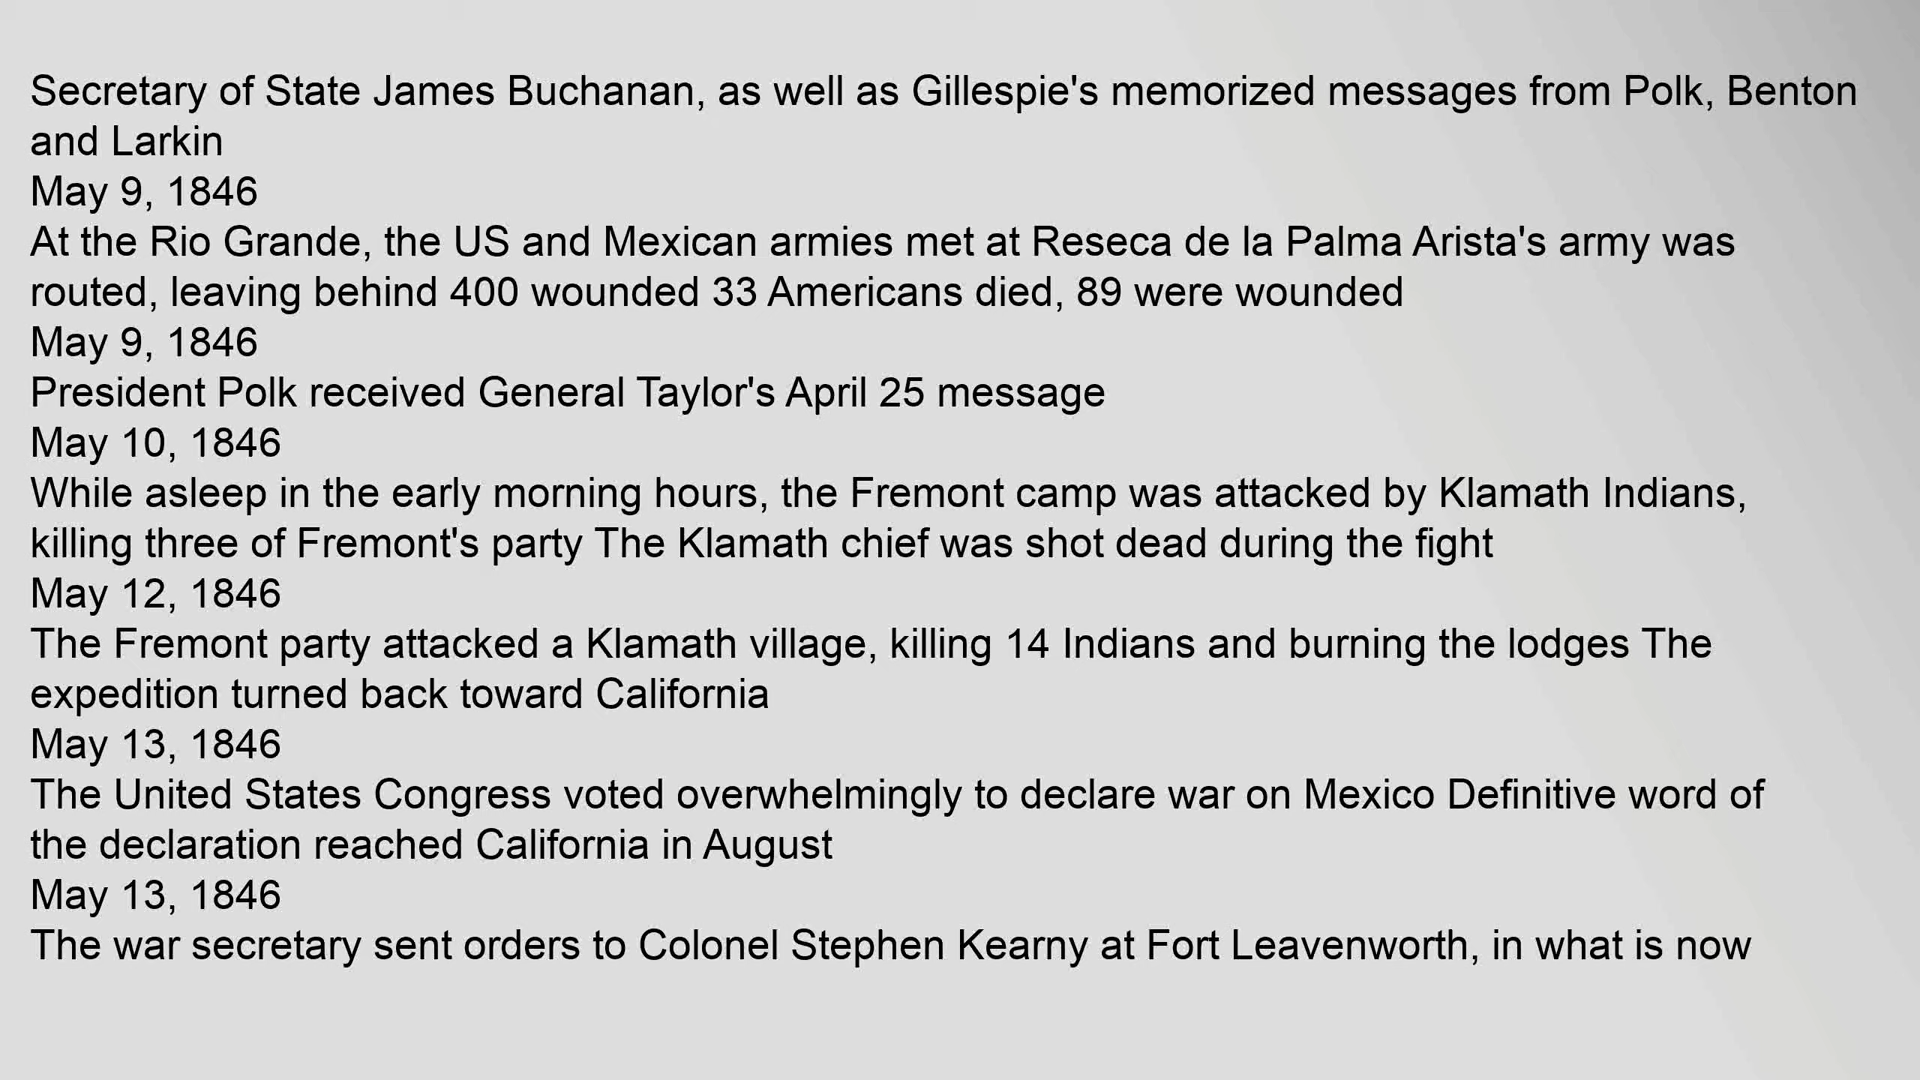 Secretary of State James Buchanan, as well as Gillespie's memorized messages from Polk, Benton
and Larkin
May 9, 1846
At the Rio Grande, the US and Mexican armies met at Reseca de la Palma Arista's army was
routed, leaving behind 400 wounded 33 Americans died, 89 were wounded
May 9, 1846
President Polk received General Taylor's April 25 message
May 10, 1846
While asleep in the early morning hours, the Fremont camp was attacked by Klamath Indians,
killing three of Fremont's party The Klamath chief was shot dead during the fight
May 12, 1846
The Fremont party attacked a Klamath village, killing 14 Indians and burning the lodges The
expedition turned back toward California
May 13, 1846
The United States Congress voted overwhelmingly to declare war on Mexico Definitive word of
the declaration reached California in August
May 13, 1846
The war secretary sent orders to Colonel Stephen Kearny at Fort Leavenworth, in what is now